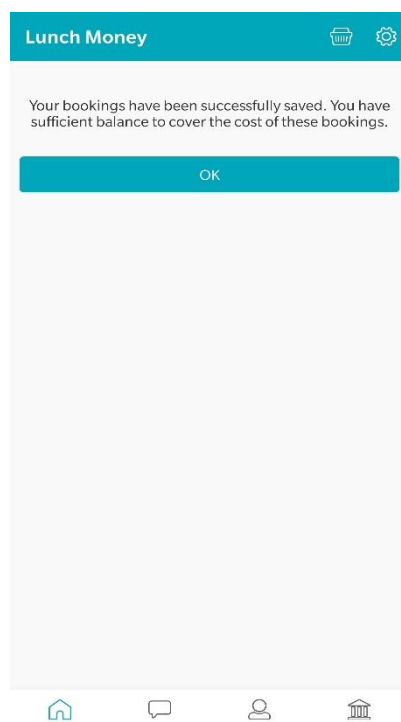 Lunch Money
Your bookings have been successfully saved. You have
sufficient balance to cover the cost of these bookings.
OK